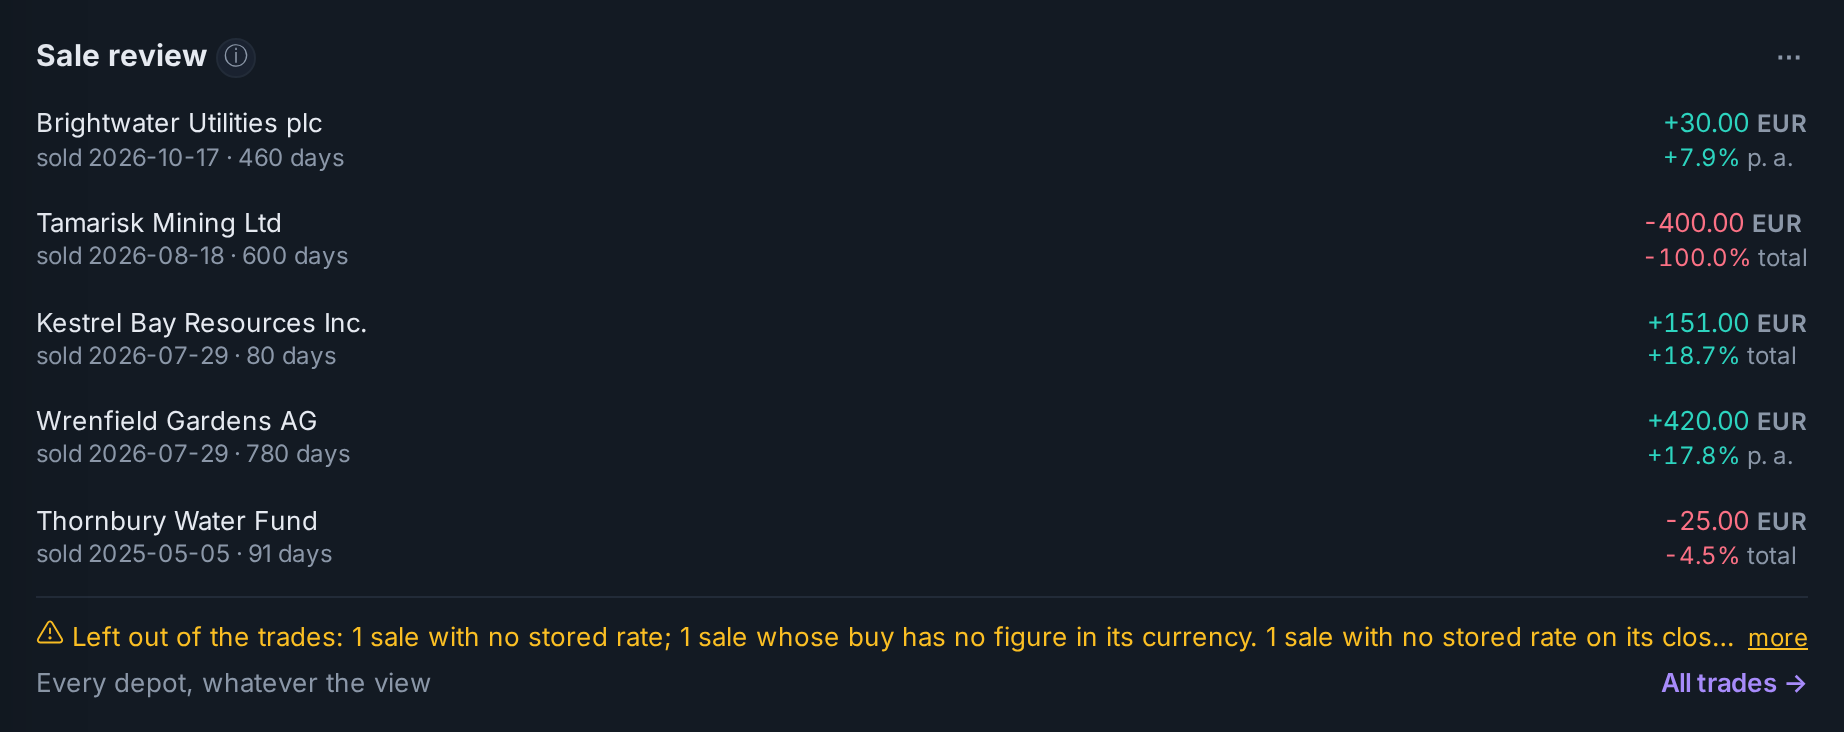 Sale review ⓘ ...
Brightwater Utilities plc +30.00 EUR
sold 2026-10-17 · 460 days +7.9% p. a.
Tamarisk Mining Ltd -400.00 EUR
sold 2026-08-18 · 600 days -100.0% total
Kestrel Bay Resources Inc. +151.00 EUR
sold 2026-07-29 · 80 days +18.7% total
Wrenfield Gardens AG +420.00 EUR
sold 2026-07-29 · 780 days +17.8% p. a.
Thornbury Water Fund -25.00 EUR
sold 2025-05-05 · 91 days -4.5% total
⚠ Left out of the trades: 1 sale with no stored rate; 1 sale whose buy has no figure in its currency. 1 sale with no stored rate on its clos... more
Every depot, whatever the view All trades →